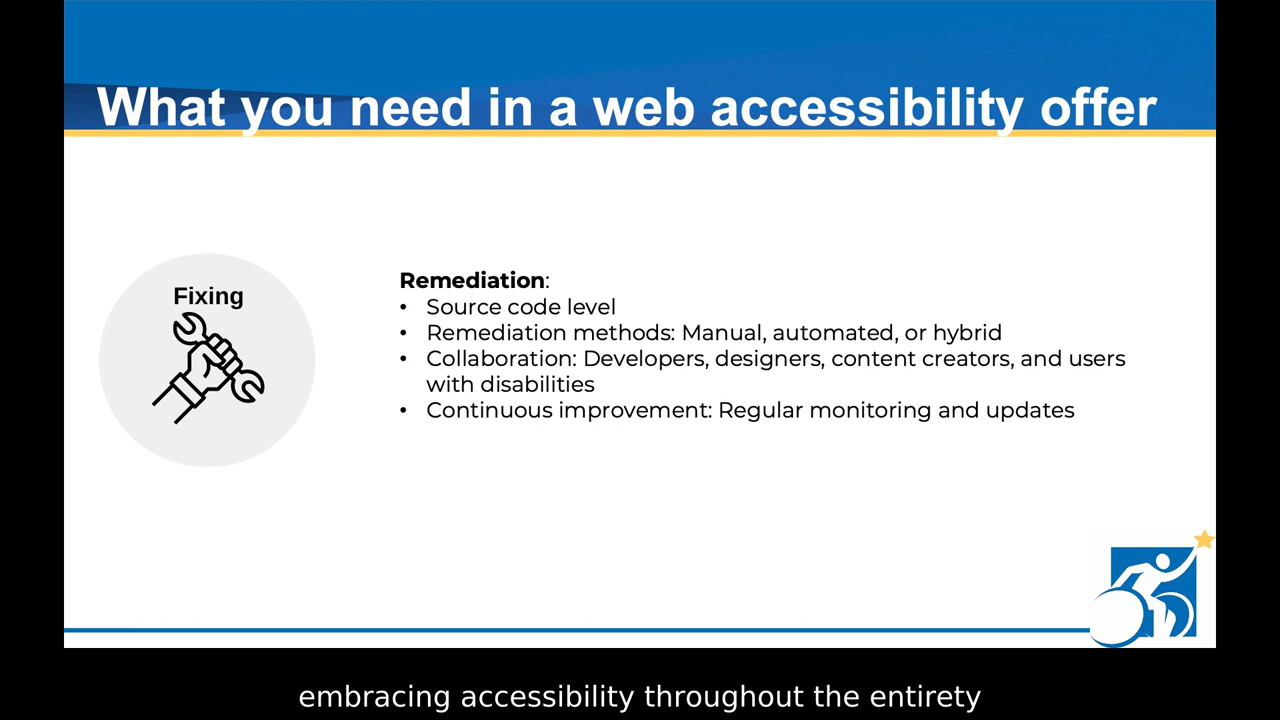 What you need in a web accessibility offer
Fixing
Remediation:
• Source code level
• Remediation methods: Manual, automated, or hybrid
• Collaboration: Developers, designers, content creators, and users
with disabilities
• Continuous improvement: Regular monitoring and updates
embracing accessibility throughout the entirety